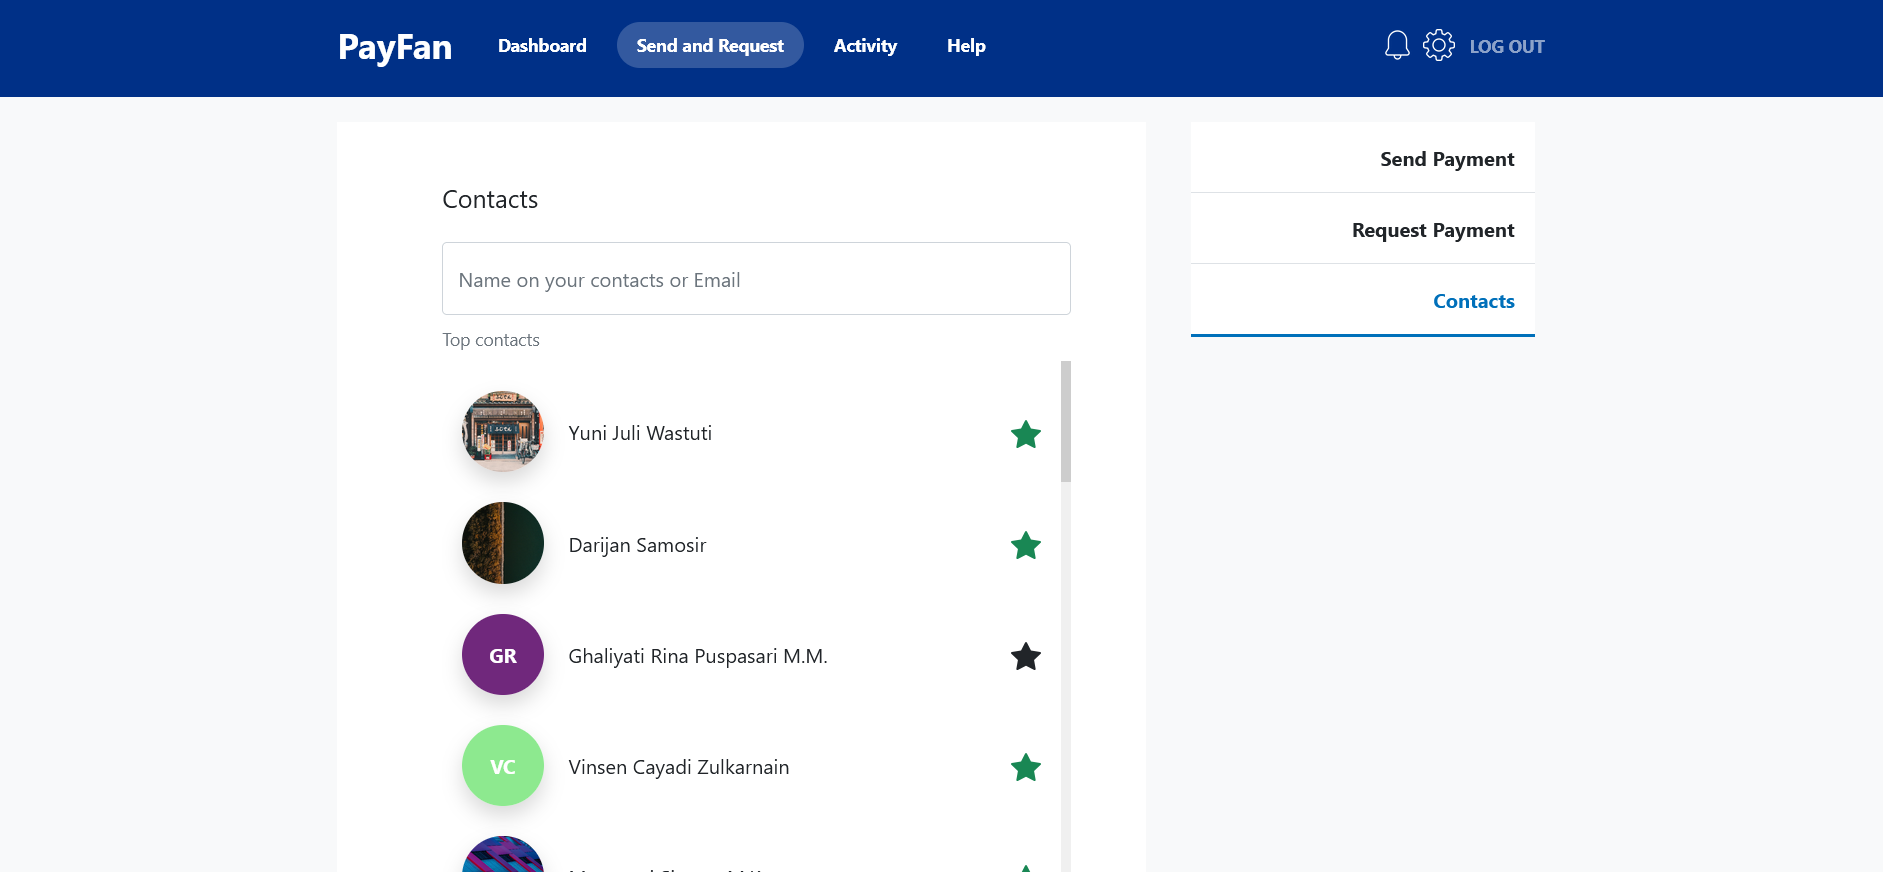 PayFan
Dashboard
Send and Request
Activity
Help
LOG OUT
Contacts
Name on your contacts or Email
Top contacts
Yuni Juli Wastuti
Darijan Samosir
GR
Ghaliyati Rina Puspasari M.M.
VC
Vinsen Cayadi Zulkarnain
Send Payment
Request Payment
Contacts